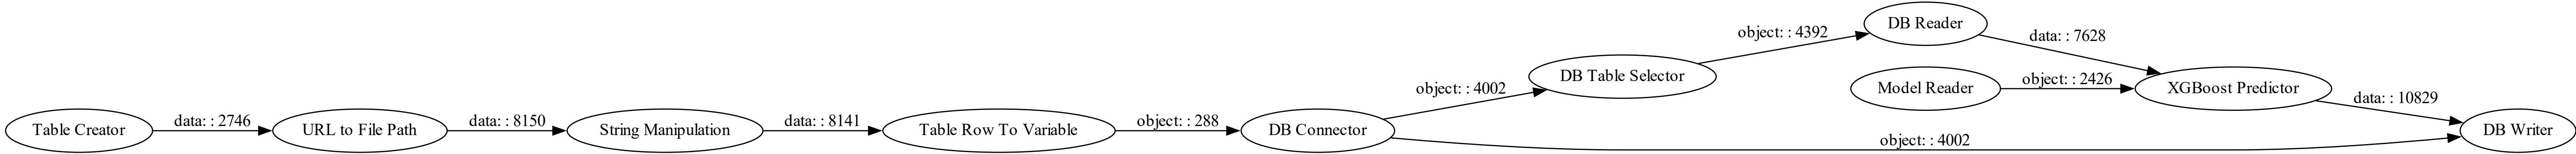 Table Creator
data: : 2746
URL to File Path
data: : 8150
String Manipulation
data: : 8141
Table Row To Variable
object: : 288
DB Connector
object: : 4002
DB Table Selector
object: : 4392
DB Reader
data: : 7628
Model Reader
object: : 2426
XGBoost Predictor
data: : 10829
object: : 4002
DB Writer